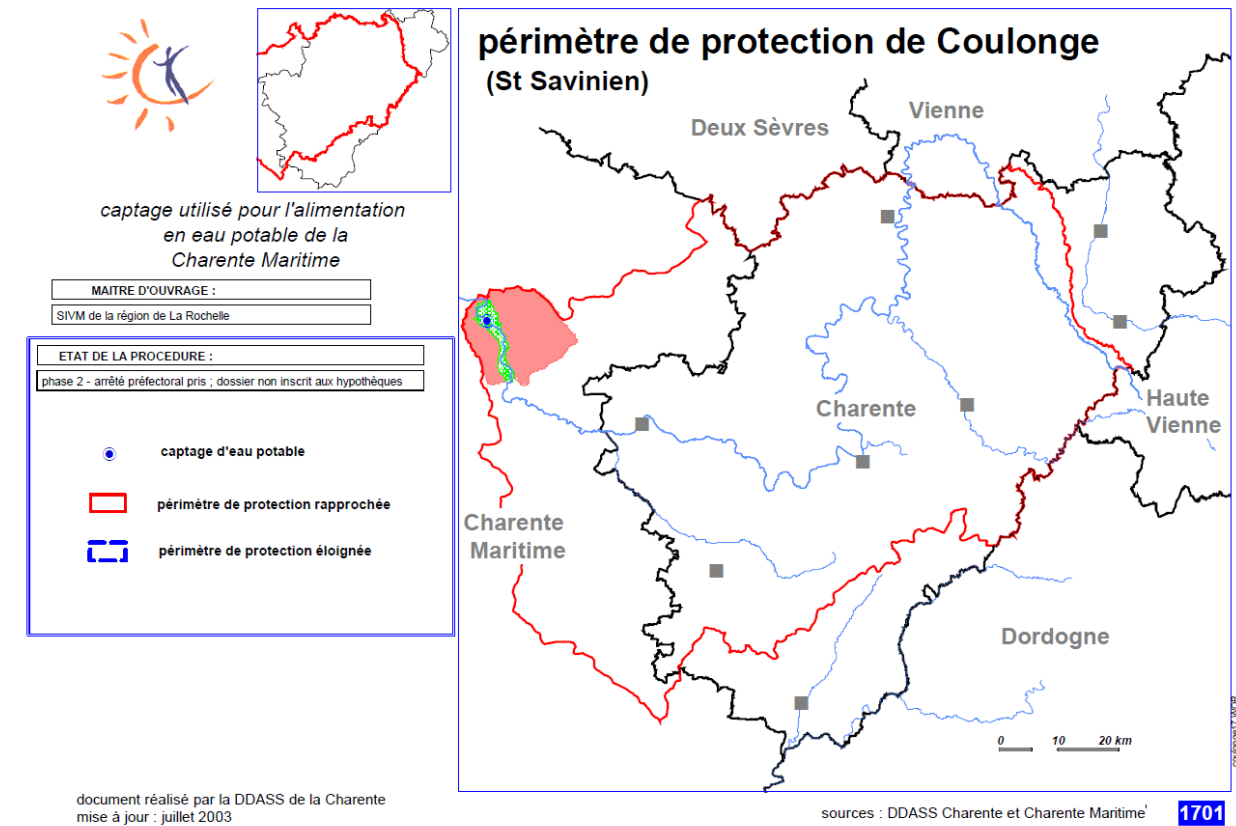 périmètre de protection de Coulonge
(St Savinien)
captage utilisé pour l'alimentation
en eau potable de la
Charente Maritime
MAITRE D'OUVRAGE :
SIVM de la région de La Rochelle
ETAT DE LA PROCEDURE :
phase 2 - arrêté préfectoral pris ; dossier non inscrit aux hypothèques
captage d'eau potable
périmètre de protection rapprochée
périmètre de protection éloignée
Deux Sèvres
Vienne
Charente
Haute
Vienne
Charente
Maritime
Dordogne
0 10 20 km
document réalisé par la DDASS de la Charente
mise à jour : juillet 2003
sources : DDASS Charente et Charente Maritime
1701